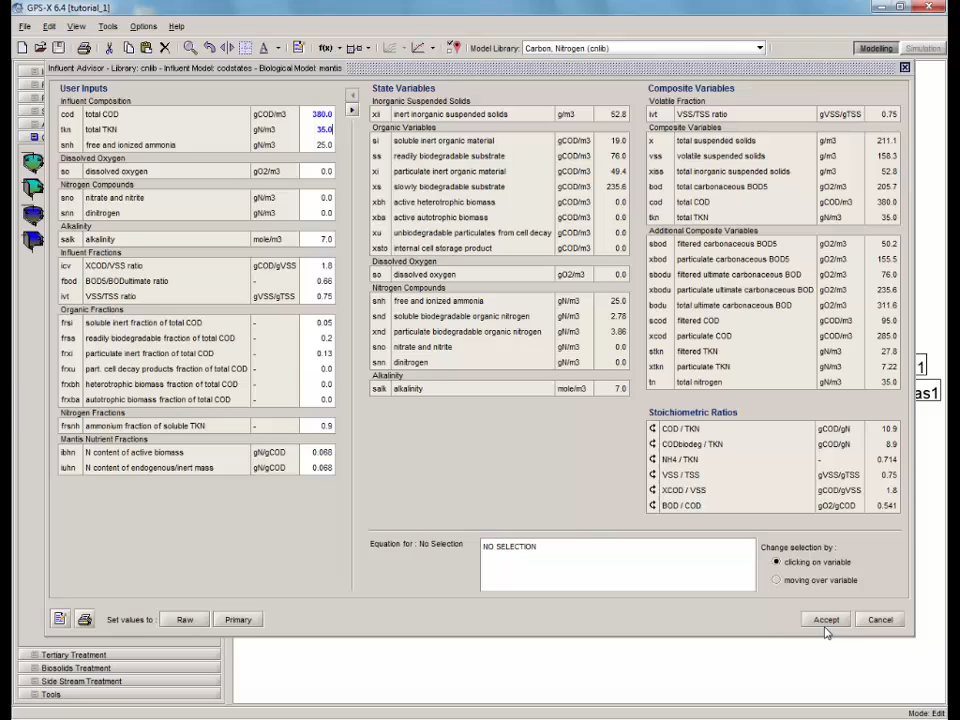 GPS-X 6.4 [tutorial_1]
File Edit View Tools Options Help
f(x) Model Library: Carbon, Nitrogen (cnlib) Modelling Simulation
Influent Advisor - Library: cnlib - Influent Model: codstates - Biological Model: mantis
User Inputs
Influent Composition
cod total COD gCOD/m3 380.0
tkn total TKN gN/m3 35.0
snh free and ionized ammonia gN/m3 25.0
Dissolved Oxygen
so dissolved oxygen gO2/m3 0.0
Nitrogen Compounds
sno nitrate and nitrite gN/m3 0.0
snn dinitrogen gN/m3 0.0
Alkalinity
salk alkalinity mole/m3 7.0
Influent Fractions
icv XCOD/VSS ratio gCOD/gVSS 1.8
fbod BOD5/BODultimate ratio - 0.66
ivt VSS/TSS ratio gVSS/gTSS 0.75
Organic Fractions
frsi soluble inert fraction of total COD - 0.05
frss readily biodegradable fraction of total COD - 0.2
frxi particulate inert fraction of total COD - 0.13
frxu part. cell decay products fraction of total COD - 0.0
frxbh heterotrophic biomass fraction of total COD - 0.0
frxba autotrophic biomass fraction of total COD - 0.0
Nitrogen Fractions
frsnh ammonium fraction of soluble TKN - 0.9
Mantis Nutrient Fractions
ibhn N content of active biomass gN/gCOD 0.068
iuhn N content of endogenous/inert mass gN/gCOD 0.068
State Variables
Inorganic Suspended Solids
xii inert inorganic suspended solids g/m3 52.8
Organic Variables
si soluble inert organic material gCOD/m3 19.0
ss readily biodegradable substrate gCOD/m3 76.0
xi particulate inert organic material gCOD/m3 49.4
xs slowly biodegradable substrate gCOD/m3 235.6
xbh active heterotrophic biomass gCOD/m3 0.0
xba active autotrophic biomass gCOD/m3 0.0
xu unbiodegradable particulates from cell decay gCOD/m3 0.0
xsto internal cell storage product gCOD/m3 0.0
Dissolved Oxygen
so dissolved oxygen gO2/m3 0.0
Nitrogen Compounds
snh free and ionized ammonia gN/m3 25.0
snd soluble biodegradable organic nitrogen gN/m3 2.78
xnd particulate biodegradable organic nitrogen gN/m3 3.86
sno nitrate and nitrite gN/m3 0.0
snn dinitrogen gN/m3 0.0
Alkalinity
salk alkalinity mole/m3 7.0
Composite Variables
Volatile Fraction
ivt VSS/TSS ratio gVSS/gTSS 0.75
Composite Variables
x total suspended solids g/m3 211.1
vss volatile suspended solids g/m3 158.3
xiss total inorganic suspended solids g/m3 52.8
bod total carbonaceous BOD5 gO2/m3 205.7
cod total COD gCOD/m3 380.0
tkn total TKN gN/m3 35.0
Additional Composite Variables
sbod filtered carbonaceous BOD5 gO2/m3 50.2
xbod particulate carbonaceous BOD5 gO2/m3 155.5
sbodu filtered ultimate carbonaceous BOD gO2/m3 76.0
xbodu particulate ultimate carbonaceous BOD gO2/m3 235.6
bodu total ultimate carbonaceous BOD gO2/m3 311.6
scod filtered COD gCOD/m3 95.0
xcod particulate COD gCOD/m3 285.0
stkn filtered TKN gN/m3 27.8
xtkn particulate TKN gN/m3 7.22
tn total nitrogen gN/m3 35.0
Stoichiometric Ratios
COD / TKN gCOD/gN 10.9
CODbiodeg / TKN gCOD/gN 8.9
NH4 / TKN - 0.714
VSS / TSS gVSS/gTSS 0.75
XCOD / VSS gCOD/gVSS 1.8
BOD / COD gO2/gCOD 0.541
1
as1
Equation for : No Selection
NO SELECTION
Change selection by :
clicking on variable
moving over variable
Set values to : Raw Primary Accept Cancel
Tertiary Treatment
Biosolids Treatment
Side Stream Treatment
Tools
Mode: Edit